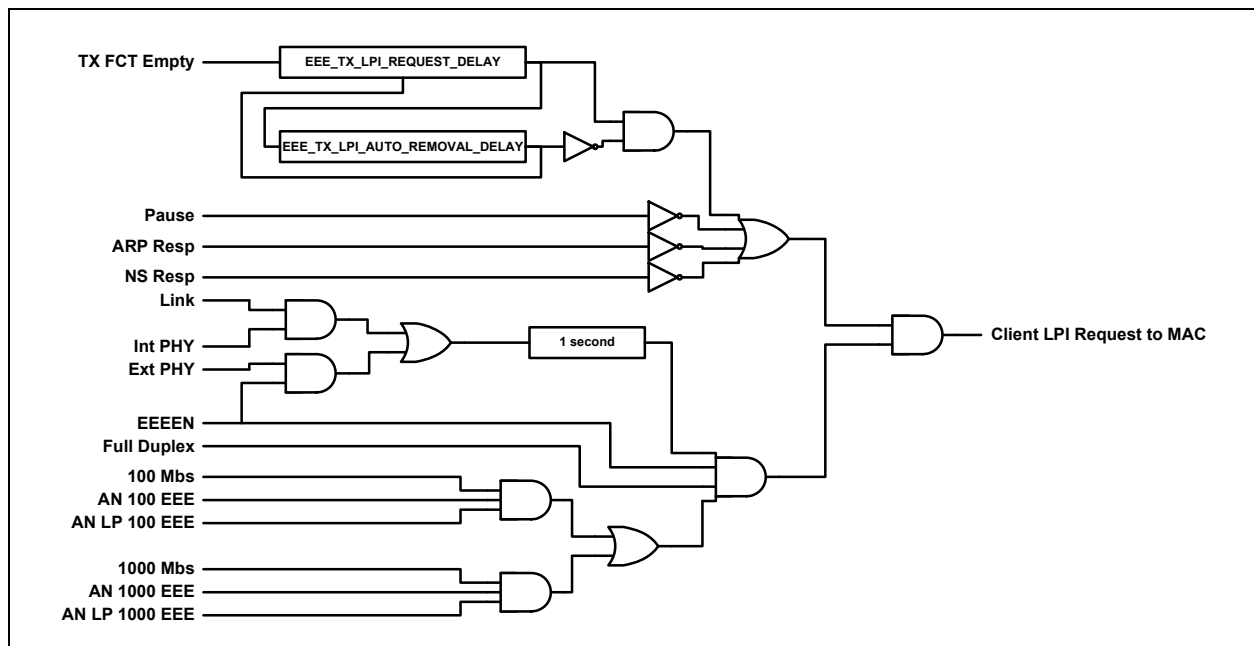 TX FCT Empty
EEE_TX_LPI_REQUEST_DELAY
EEE_TX_LPI_AUTO_REMOVAL_DELAY
Pause
ARP Resp
NS Resp
Link
Int PHY
Ext PHY
1 second
Client LPI Request to MAC
EEEEN
Full Duplex
100 Mbs
AN 100 EEE
AN LP 100 EEE
1000 Mbs
AN 1000 EEE
AN LP 1000 EEE